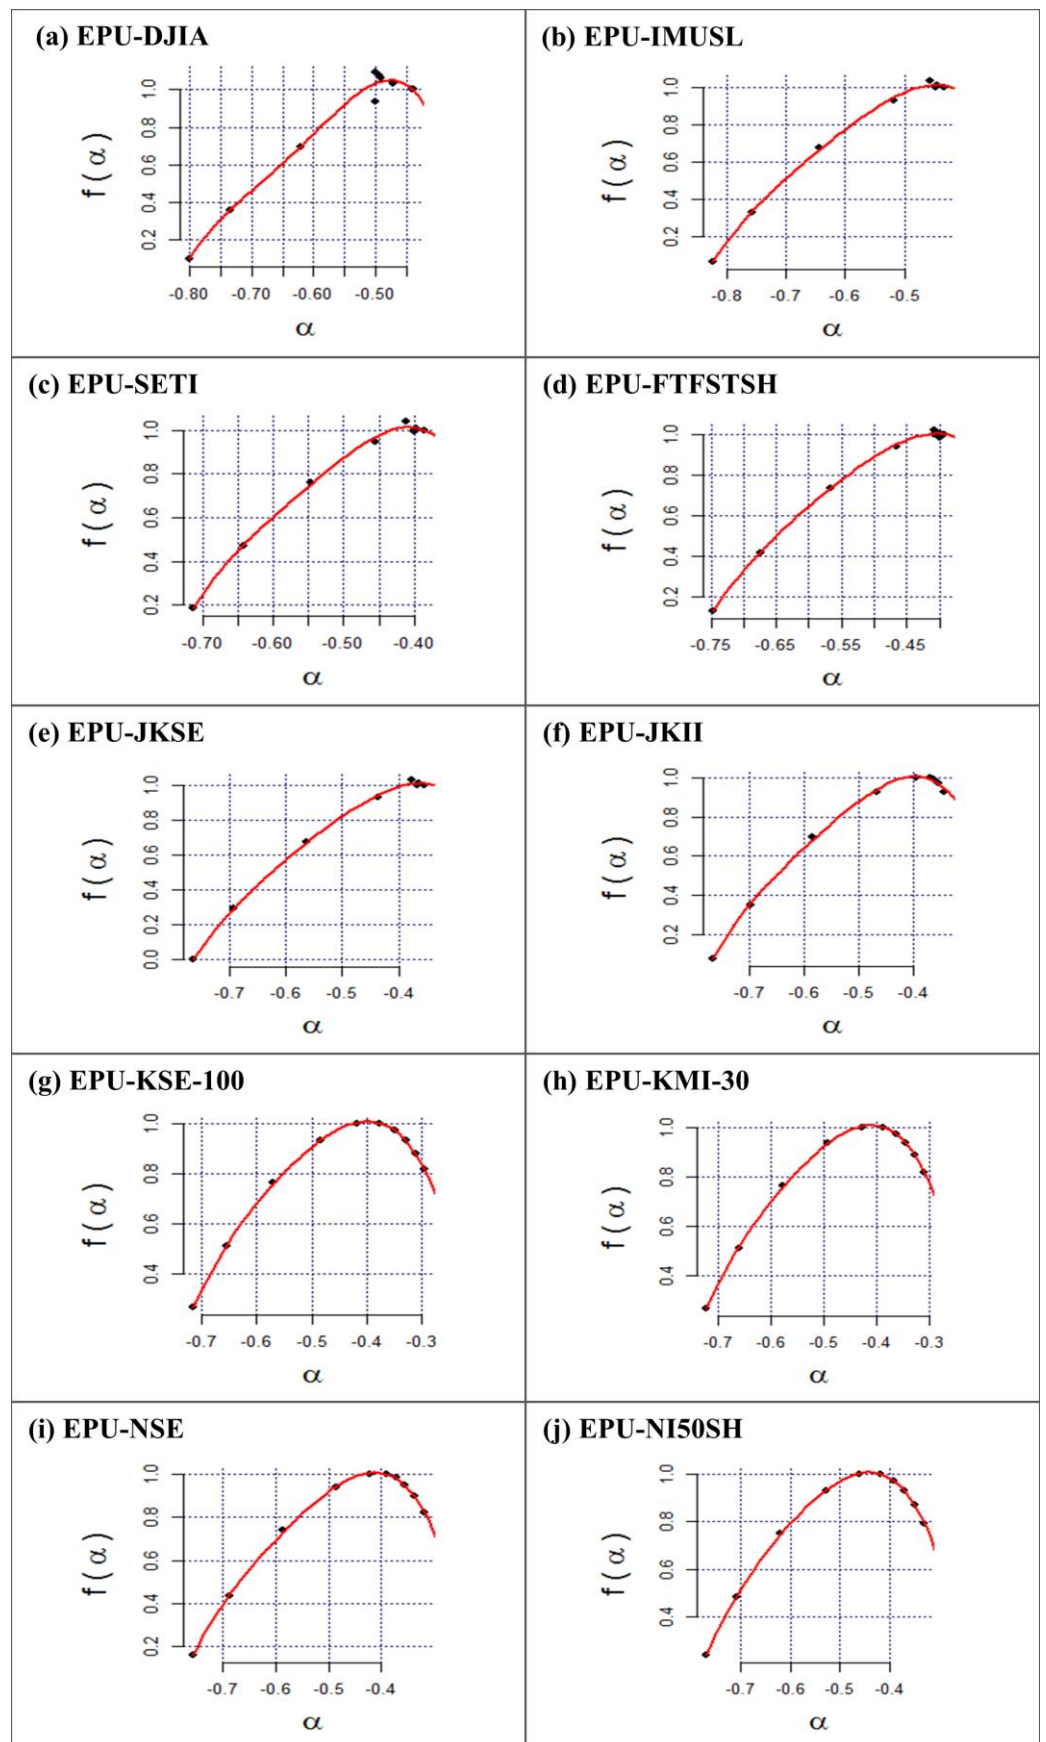 (a) EPU-DJIA
f ( α )
1.0
0.8
0.6
0.4
0.2
-0.80 -0.70 -0.60 -0.50
α
(b) EPU-IMUSL
f ( α )
1.0
0.8
0.6
0.4
0.2
-0.8 -0.7 -0.6 -0.5
α
(c) EPU-SETI
f ( α )
1.0
0.8
0.6
0.4
0.2
-0.70 -0.60 -0.50 -0.40
α
(d) EPU-FTFSTSH
f ( α )
1.0
0.8
0.6
0.4
0.2
-0.75 -0.65 -0.55 -0.45
α
(e) EPU-JKSE
f ( α )
1.0
0.8
0.6
0.4
0.2
0.0
-0.7 -0.6 -0.5 -0.4
α
(f) EPU-JKII
f ( α )
1.0
0.8
0.6
0.4
0.2
-0.7 -0.6 -0.5 -0.4
α
(g) EPU-KSE-100
f ( α )
1.0
0.8
0.6
0.4
-0.7 -0.6 -0.5 -0.4 -0.3
α
(h) EPU-KMI-30
f ( α )
1.0
0.8
0.6
0.4
-0.7 -0.6 -0.5 -0.4 -0.3
α
(i) EPU-NSE
f ( α )
1.0
0.8
0.6
0.4
0.2
-0.7 -0.6 -0.5 -0.4
α
(j) EPU-NI50SH
f ( α )
1.0
0.8
0.6
0.4
-0.7 -0.6 -0.5 -0.4
α